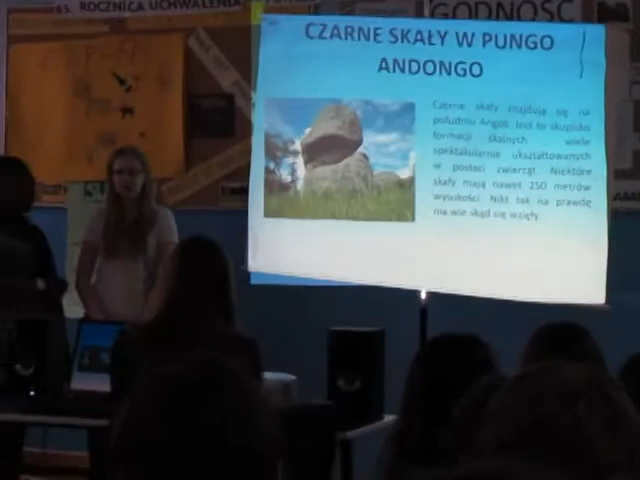 65. ROCZNICA UCHWALENIA
GODNOŚĆ
CZARNE SKAŁY W PUNGO
ANDONGO
Czarne skały znajdują się na
południu Angoli. Jest to skupisko
formacji skalnych wiele
spektakularnie ukształtowanych
w postaci zwierząt. Niektóre
skały mają nawet 250 metrów
wysokości. Nikt tak na prawdę
nie wie skąd się wzięły.